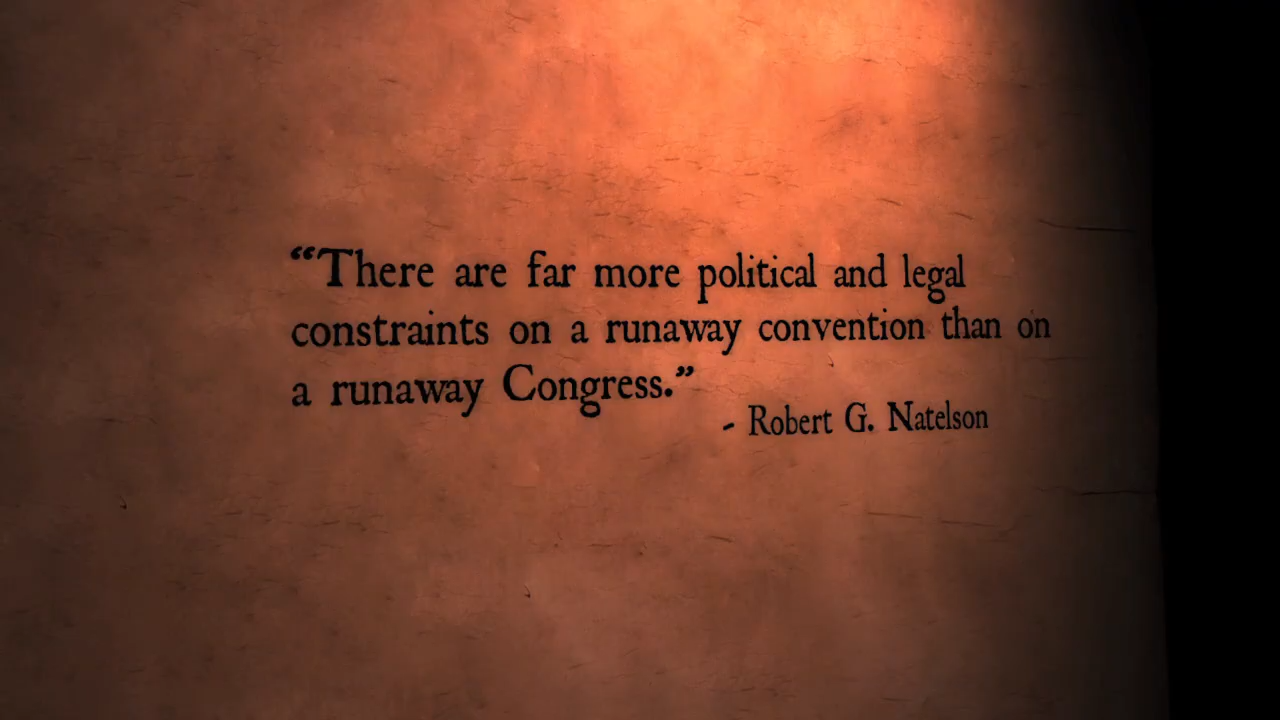 “There are far more political and legal
constraints on a runaway convention than on
a runaway Congress.”
- Robert G. Natelson